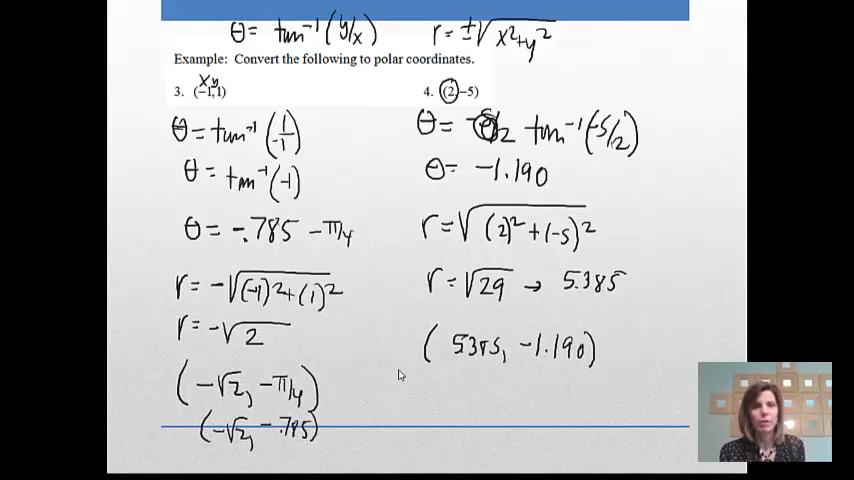 θ = tan⁻¹(y/x) r = ±√x²+y²
Example: Convert the following to polar coordinates.
x y
3. (−1,1)
θ = tan⁻¹(1/-1)
θ = tan⁻¹(-1)
θ = -.785 -π/4
r = -√(-1)²+(1)²
r = -√2
(-√2, -π/4)
(-√2, -.785)
4. (2,−5)
θ = tan⁻¹(-5/2)
θ = -1.190
r = √(2)²+(-5)²
r = √29 → 5.385
(5.385, -1.190)